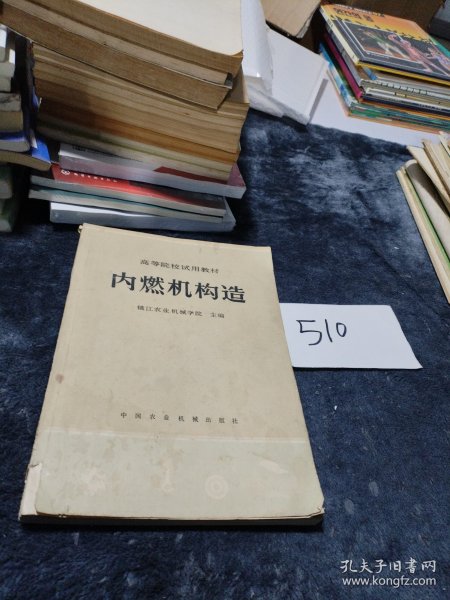 高等院校试用教材
内燃机构造
镇江农业机械学院 主编
中国农业机械出版社
510
孔夫子旧书网
www.kongfz.com